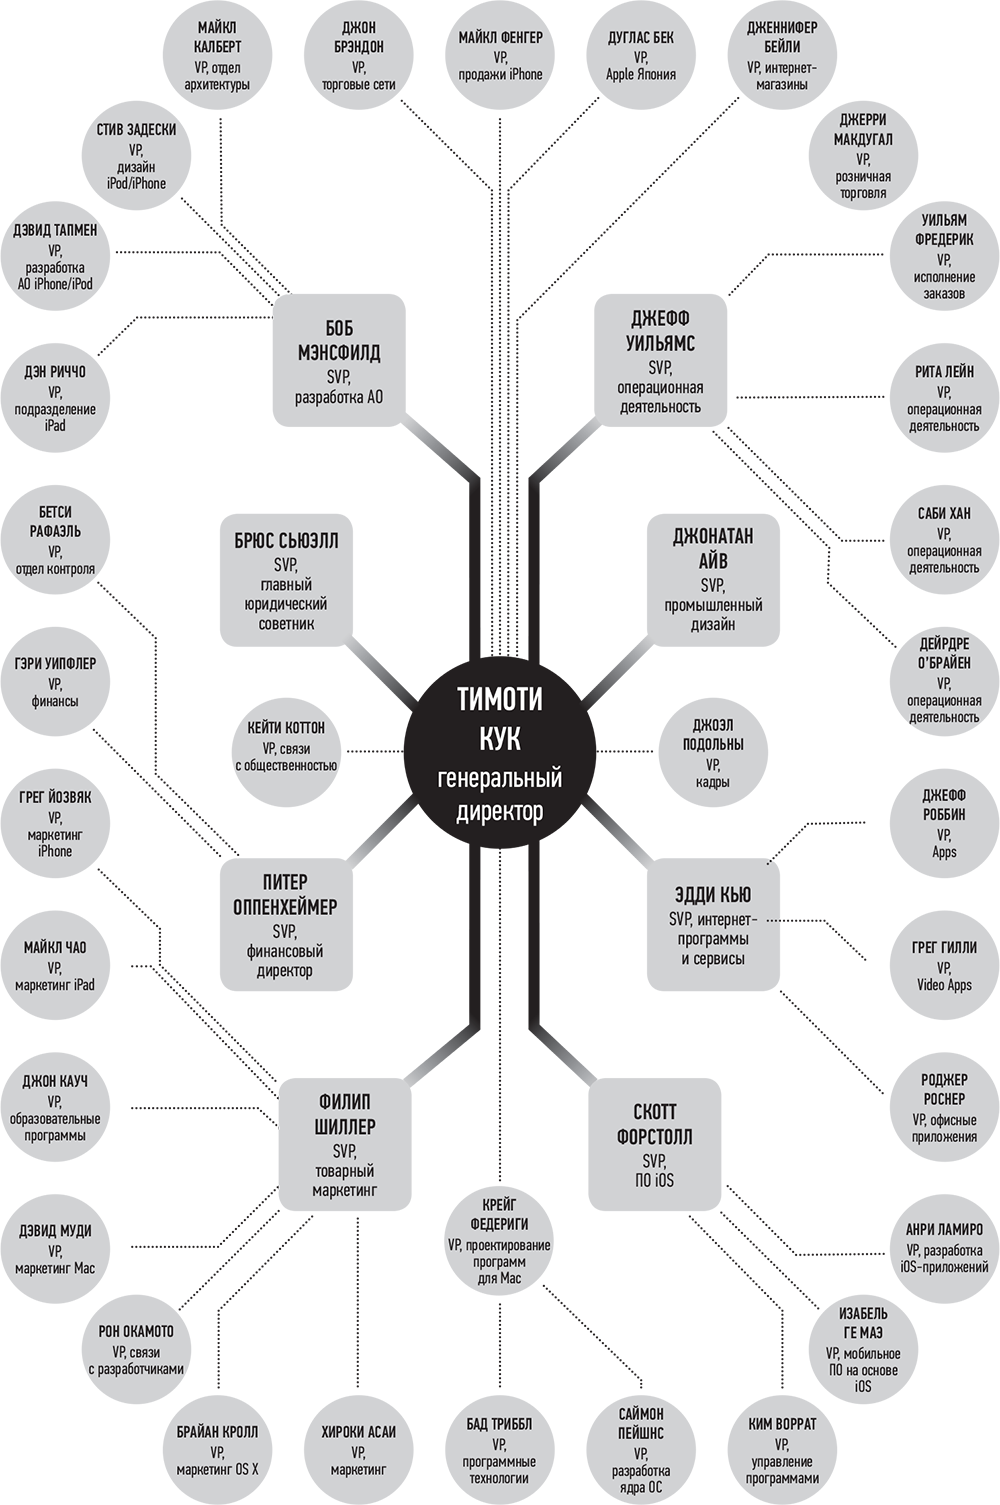 МАЙКЛ
КАЛБЕРТ
VP, отдел
архитектуры
ДЖОН
БРЭНДОН
VP,
торговые сети
МАЙКЛ ФЕНГЕР
VP,
продажи iPhone
ДУГЛАС БЕК
VP,
Apple Япония
ДЖЕННИФЕР
БЕЙЛИ
VP, интернет-
магазины
СТИВ ЗАДЕСКИ
VP,
дизайн
iPod/iPhone
ДЖЕРРИ
МАКДУГАЛ
VP,
розничная
торговля
ДЭВИД ТАПМЕН
VP,
разработка
АО iPhone/iPod
УИЛЬЯМ
ФРЕДЕРИК
VP,
исполнение
заказов
БОБ
МЭНСФИЛД
SVP,
разработка АО
ДЖЕФФ
УИЛЬЯМС
SVP,
операционная
деятельность
ДЭН РИЧЧО
VP,
подразделение
iPad
РИТА ЛЕЙН
VP,
операционная
деятельность
БЕТСИ
РАФАЭЛЬ
VP,
отдел контроля
БРЮС СЬЮЭЛЛ
SVP,
главный
юридический
советник
ДЖОНАТАН
АЙВ
SVP,
промышленный
дизайн
САБИ ХАН
VP,
операционная
деятельность
ГЭРИ УИПФЛЕР
VP,
финансы
ДЕЙРДРЕ
О'БРАЙЕН
VP,
операционная
деятельность
КЕЙТИ КОТТОН
VP, связи
с общественностью
ТИМОТИ
КУК
генеральный
директор
ДЖОЭЛ
ПОДОЛЬНЫ
VP,
кадры
ГРЕГ ЙОЗВЯК
VP,
маркетинг
iPhone
ДЖЕФФ
РОББИН
VP,
Apps
ПИТЕР
ОППЕНХЕЙМЕР
SVP,
финансовый
директор
ЭДДИ КЬЮ
SVP, интернет-
программы
и сервисы
МАЙКЛ ЧАО
VP,
маркетинг iPad
ГРЕГ ГИЛЛИ
VP,
Video Apps
ДЖОН КАУЧ
VP,
образовательные
программы
ФИЛИП
ШИЛЛЕР
SVP,
товарный
маркетинг
СКОТТ
ФОРСТОЛЛ
SVP,
ПО iOS
РОДЖЕР
РОСНЕР
VP, офисные
приложения
ДЭВИД МУДИ
VP,
маркетинг Mac
КРЕЙГ
ФЕДЕРИГИ
VP, проектирование
программ
для Mac
АНРИ ЛАМИРО
VP, разработка
iOS-приложений
РОН ОКАМОТО
VP, связи
с разработчиками
ИЗАБЕЛЬ
ГЕ МАЭ
VP, мобильное
ПО на основе
iOS
БРАЙАН КРОЛЛ
VP,
маркетинг OS X
ХИРОКИ АСАИ
VP,
маркетинг
БАД ТРИББЛ
VP,
программные
технологии
САЙМОН
ПЕЙШНС
VP,
разработка
ядра ОС
КИМ ВОРРАТ
VP,
управление
программами